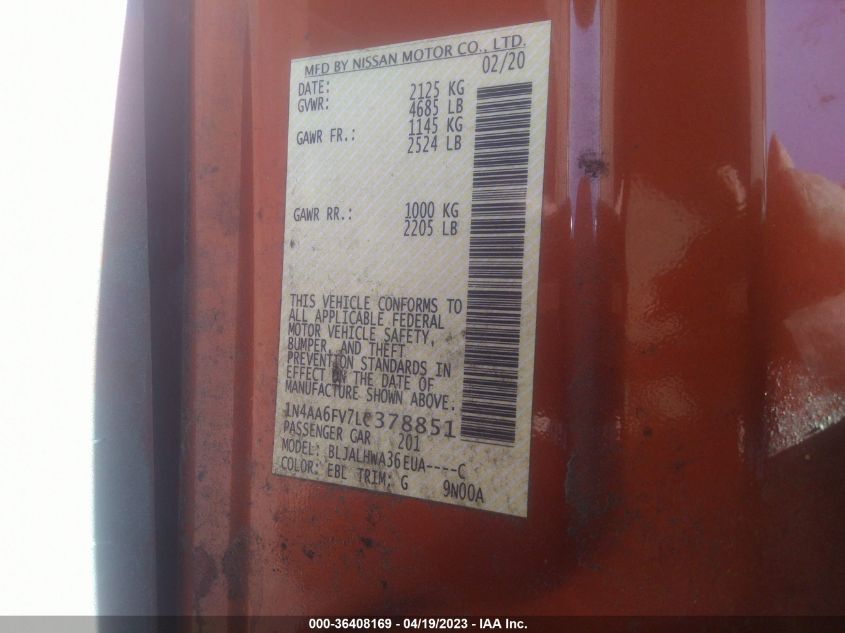 MFD BY NISSAN MOTOR CO., LTD.
DATE: 02/20
GVWR: 2125 KG
4685 LB
GAWR FR.: 1145 KG
2524 LB
GAWR RR.: 1000 KG
2205 LB
THIS VEHICLE CONFORMS TO
ALL APPLICABLE FEDERAL
MOTOR VEHICLE SAFETY,
BUMPER, AND THEFT
PREVENTION STANDARDS IN
EFFECT ON THE DATE OF
MANUFACTURE SHOWN ABOVE.
1N4AA6FV7LC378851
PASSENGER CAR 201
MODEL: BLJALHWA36EUA----C
COLOR: EBL TRIM: G 9N00A
000-36408169 - 04/19/2023 - IAA Inc.